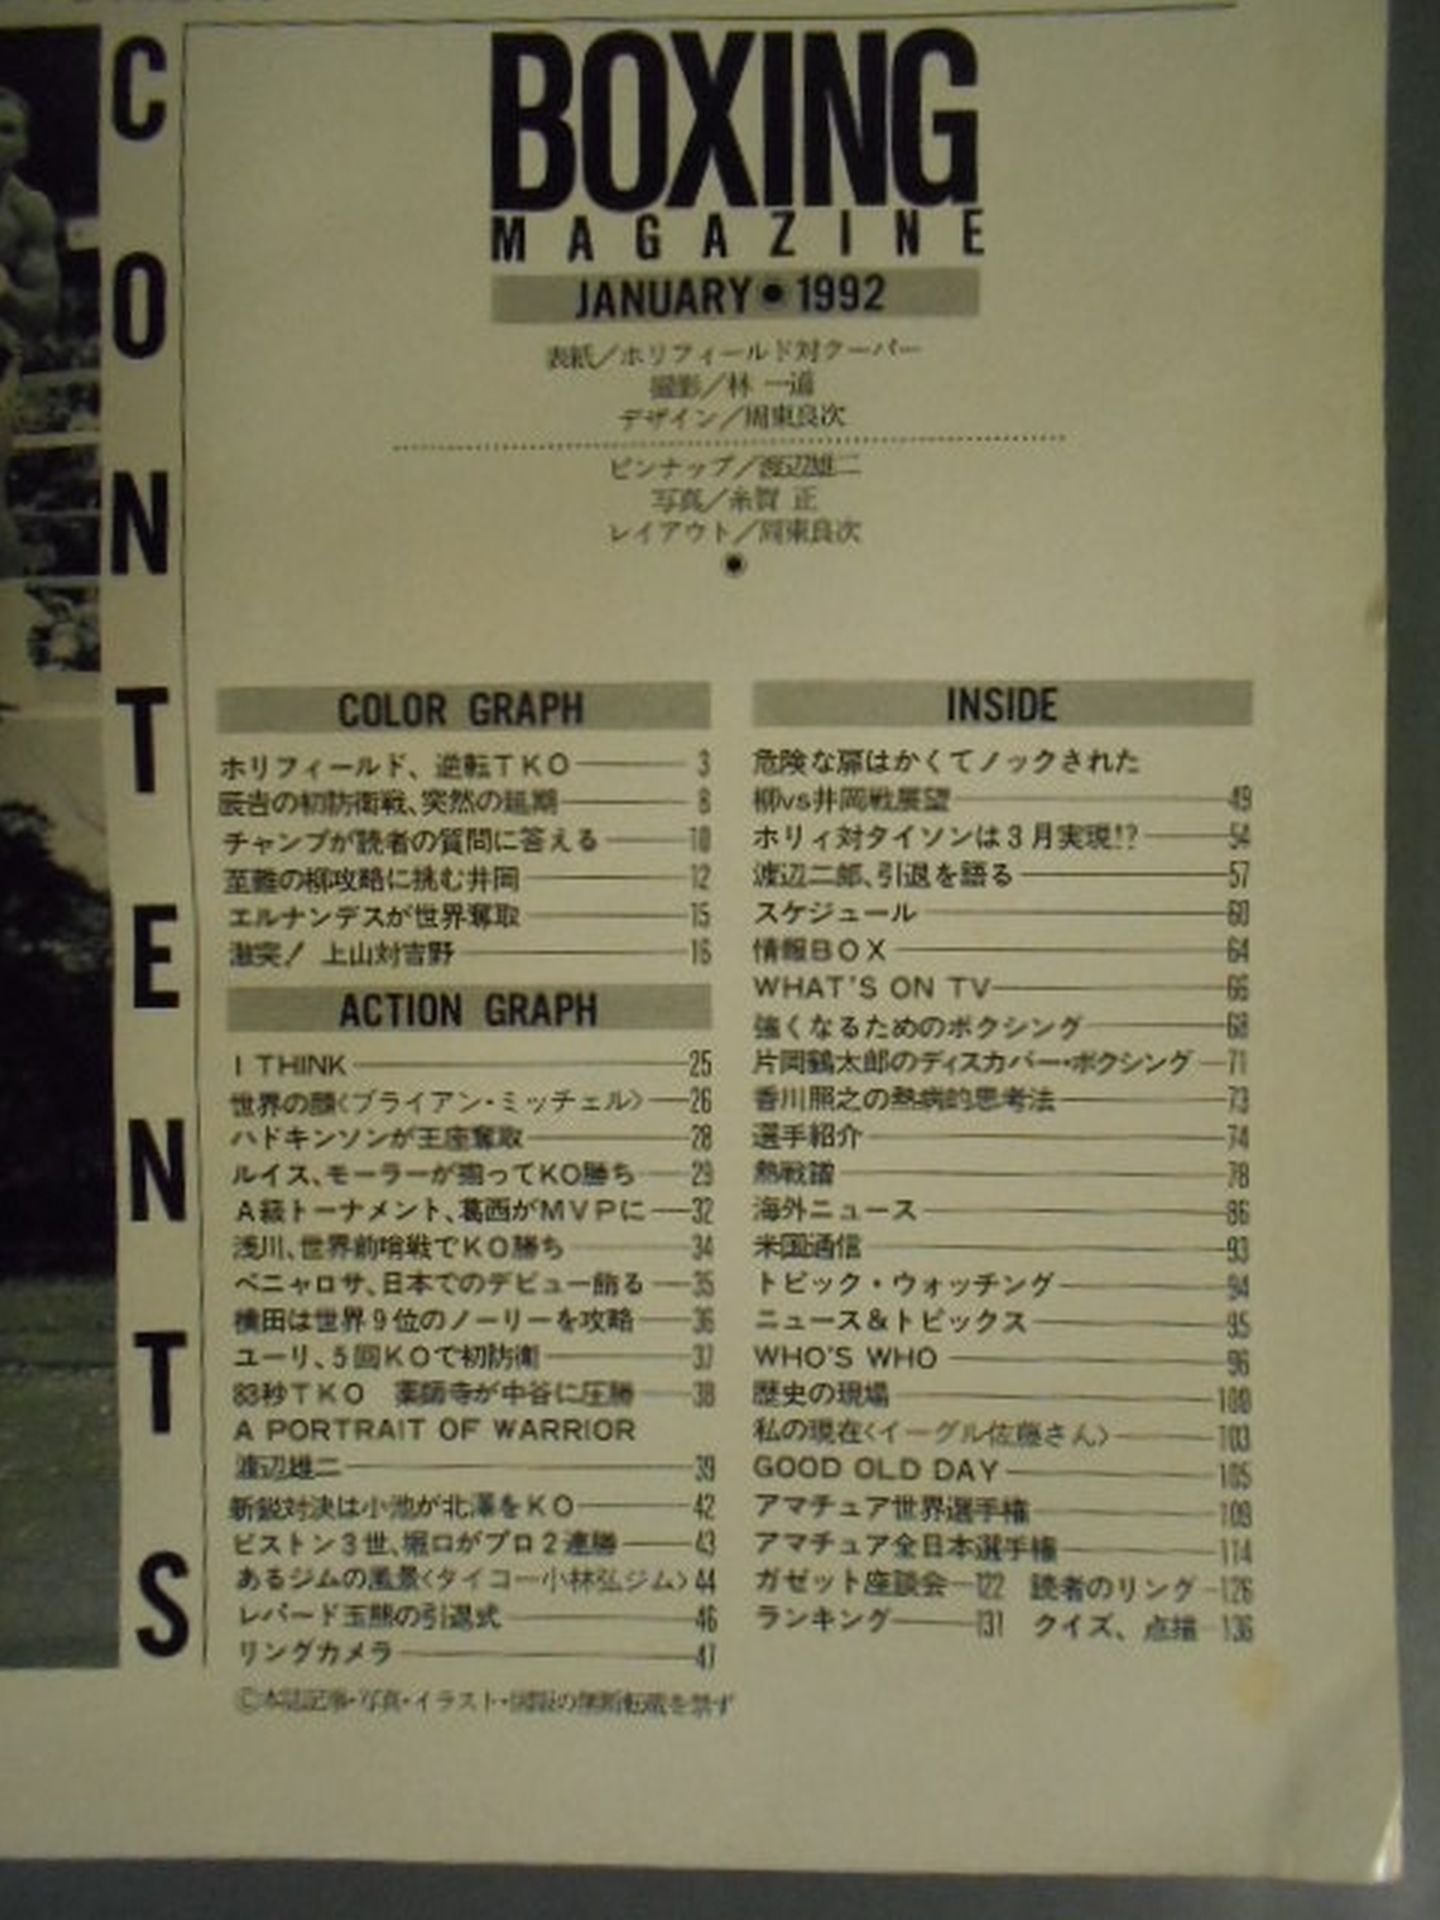 CONTENTS
BOXING
MAGAZINE
JANUARY●1992
表紙／ホリフィールド対クーパー
撮影／林 一道
デザイン／周東良次
ピンナップ／渡辺雄二
写真／糸賀 正
レイアウト／周東良次
COLOR GRAPH
ホリフィールド、逆転TKO 3
辰吉の初防衛戦、突然の延期 8
チャンプが読者の質問に答える 10
至難の柳攻略に挑む井岡 12
エルナンデスが世界奪取 15
激突! 上山対吉野 16
ACTION GRAPH
I THINK 25
世界の顔〈ブライアン・ミッチェル〉 26
ハドキンソンが王座奪取 28
ルイス、モーラーが揃ってKO勝ち 29
A級トーナメント、葛西がMVPに 32
浅川、世界前哨戦でKO勝ち 34
ペニャロサ、日本でのデビュー飾る 35
横田は世界9位のノーリーを攻略 36
ユーリ、5回KOで初防衛 37
83秒TKO 薬師寺が中谷に圧勝 38
A PORTRAIT OF WARRIOR
渡辺雄二 39
新鋭対決は小池が北澤をKO 42
ピストン3世、堀口がプロ2連勝 43
あるジムの風景〈タイコー小林弘ジム〉 44
レパード玉熊の引退式 46
リングカメラ 47
Ⓒ本誌記事・写真・イラスト・図版の無断転載を禁ず
INSIDE
危険な扉はかくてノックされた
柳vs井岡戦展望 49
ホリィ対タイソンは3月実現!? 54
渡辺二郎、引退を語る 57
スケジュール 60
情報BOX 64
WHAT'S ON TV 66
強くなるためのボクシング 68
片岡鶴太郎のディスカバー・ボクシング 71
香川照之の熱病的思考法 73
選手紹介 74
熱戦譜 78
海外ニュース 86
米国通信 93
トピック・ウォッチング 94
ニュース&トピックス 95
WHO'S WHO 96
歴史の現場 100
私の現在〈イーグル佐藤さん〉 103
GOOD OLD DAY 105
アマチュア世界選手権 109
アマチュア全日本選手権 114
ガゼット座談会 122 読者のリング 126
ランキング 131 クイズ、点描 136